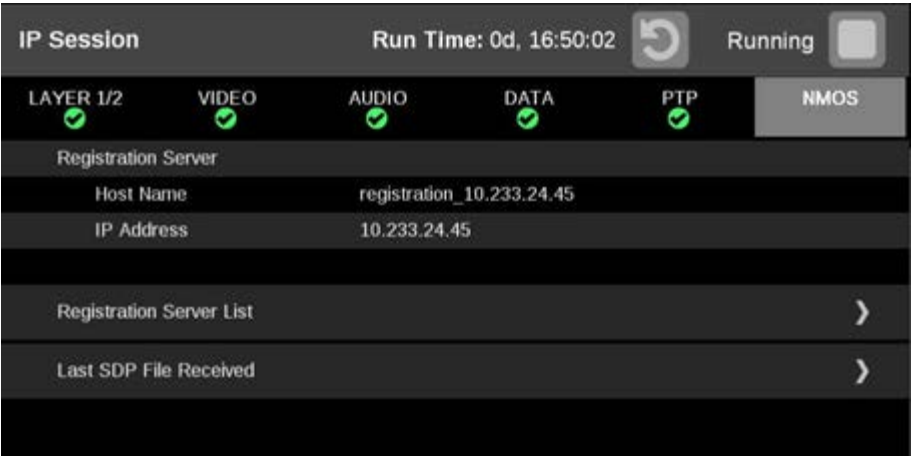 IP Session Run Time: 0d, 16:50:02 Running
LAYER 1/2 VIDEO AUDIO DATA PTP NMOS
Registration Server
Host Name registration_10.233.24.45
IP Address 10.233.24.45
Registration Server List
Last SDP File Received